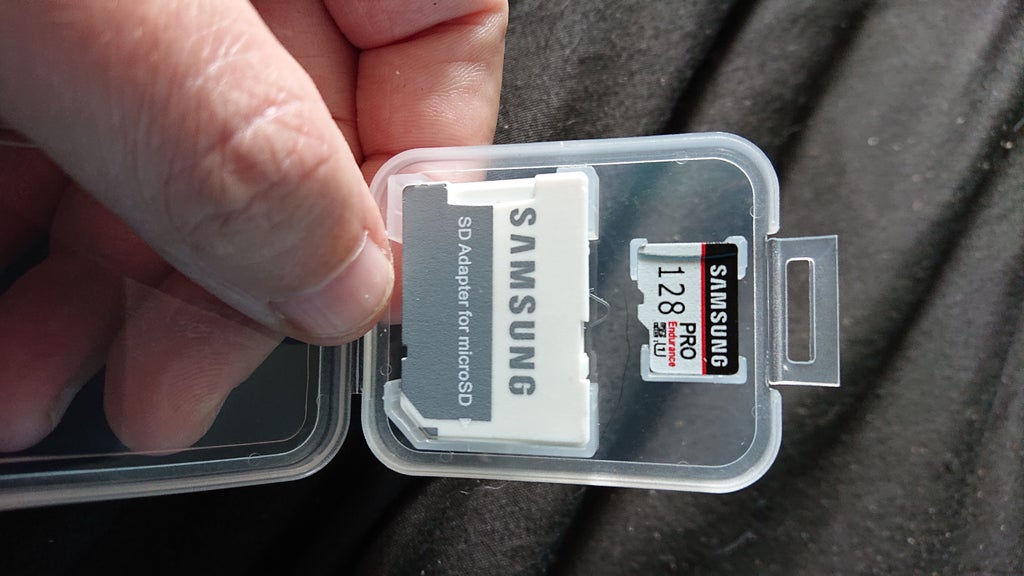 SAMSUNG
SD Adapter for microSD
SAMSUNG
PRO
Endurance
128